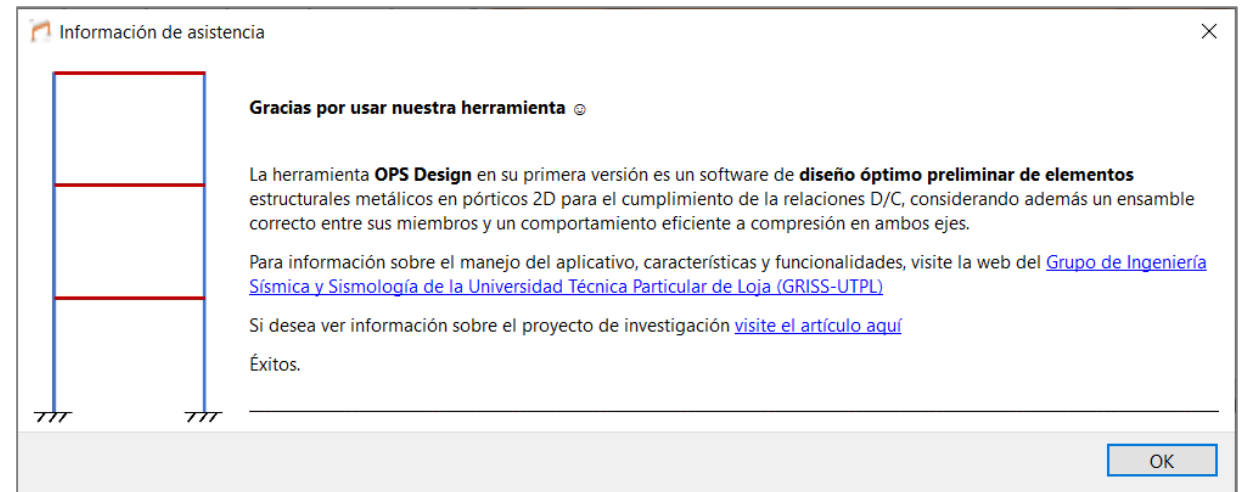 Información de asistencia
Gracias por usar nuestra herramienta ☺
La herramienta OPS Design en su primera versión es un software de diseño óptimo preliminar de elementos
estructurales metálicos en pórticos 2D para el cumplimiento de la relaciones D/C, considerando además un ensamble
correcto entre sus miembros y un comportamiento eficiente a compresión en ambos ejes.
Para información sobre el manejo del aplicativo, características y funcionalidades, visite la web del Grupo de Ingeniería
Sísmica y Sismología de la Universidad Técnica Particular de Loja (GRISS-UTPL)
Si desea ver información sobre el proyecto de investigación visite el artículo aquí
Éxitos.
OK